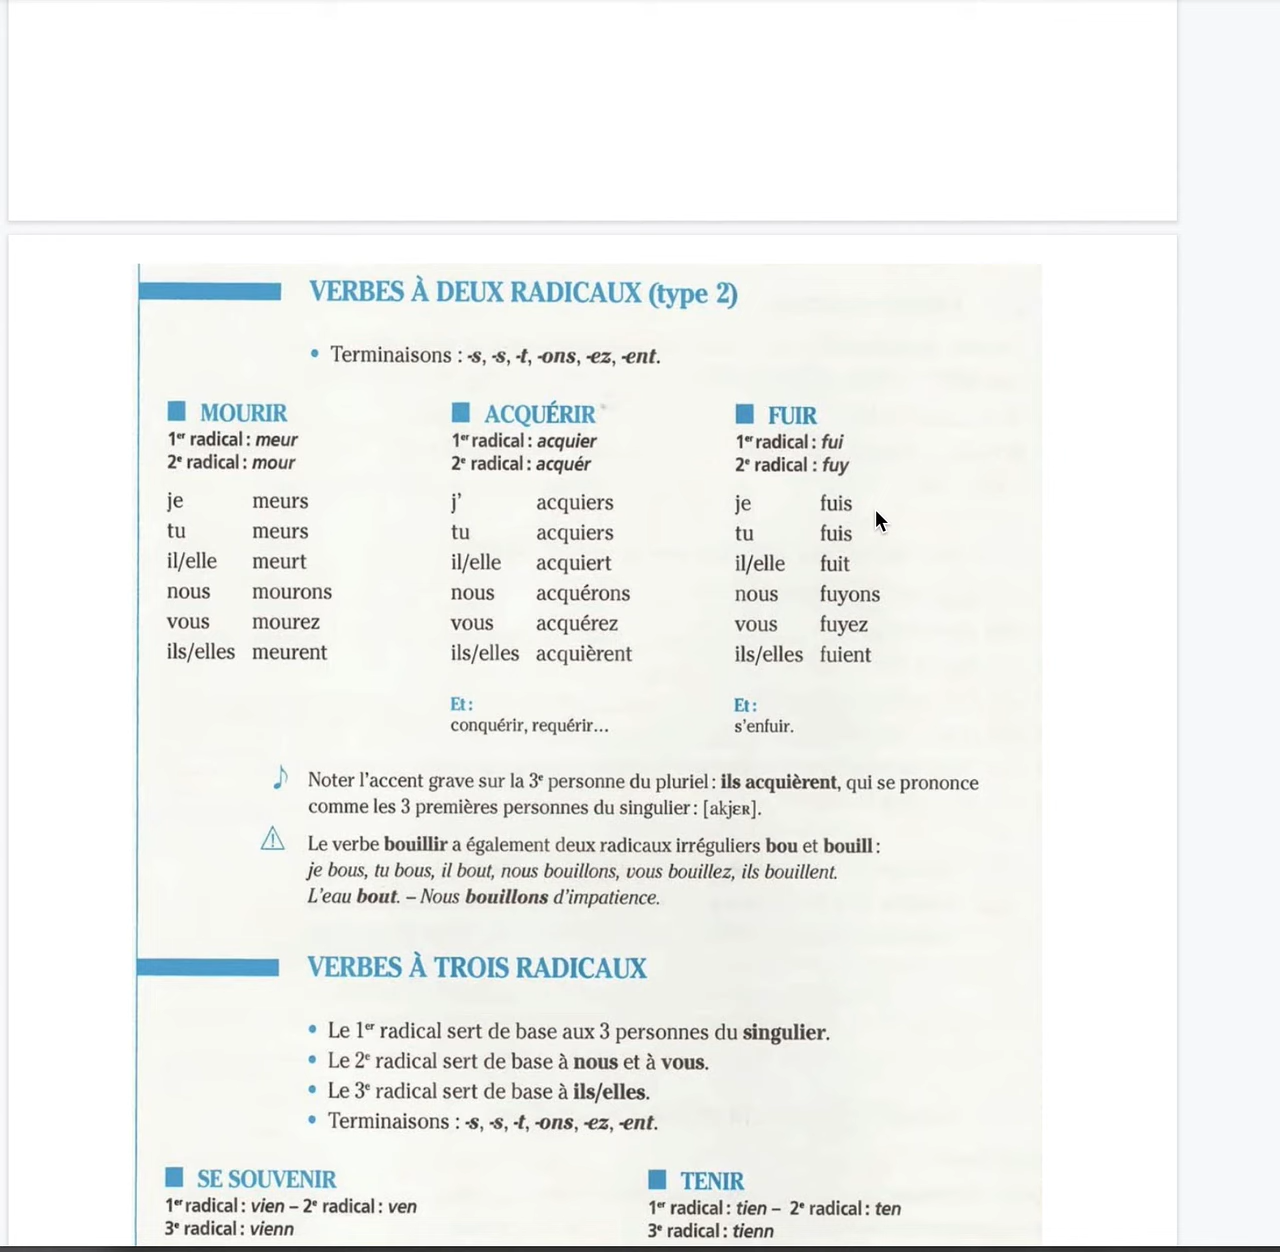 VERBES À DEUX RADICAUX (type 2)
• Terminaisons : -s, -s, -t, -ons, -ez, -ent.
MOURIR
1er radical : meur
2e radical : mour
je meurs
tu meurs
il/elle meurt
nous mourons
vous mourez
ils/elles meurent
ACQUÉRIR
1er radical : acquier
2e radical : acquér
j' acquiers
tu acquiers
il/elle acquiert
nous acquérons
vous acquérez
ils/elles acquièrent
Et :
conquérir, requérir...
FUIR
1er radical : fui
2e radical : fuy
je fuis
tu fuis
il/elle fuit
nous fuyons
vous fuyez
ils/elles fuient
Et :
s'enfuir.
Noter l'accent grave sur la 3e personne du pluriel : ils acquièrent, qui se prononce
comme les 3 premières personnes du singulier : [akjɛʀ].
Le verbe bouillir a également deux radicaux irréguliers bou et bouill :
je bous, tu bous, il bout, nous bouillons, vous bouillez, ils bouillent.
L'eau bout. – Nous bouillons d'impatience.
VERBES À TROIS RADICAUX
• Le 1er radical sert de base aux 3 personnes du singulier.
• Le 2e radical sert de base à nous et à vous.
• Le 3e radical sert de base à ils/elles.
• Terminaisons : -s, -s, -t, -ons, -ez, -ent.
SE SOUVENIR
1er radical : vien – 2e radical : ven
3e radical : vienn
TENIR
1er radical : tien – 2e radical : ten
3e radical : tienn